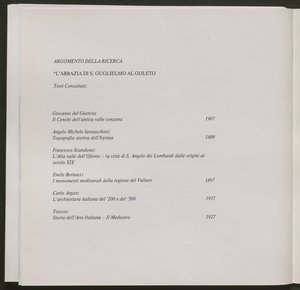 ARGOMENTO DELLA RICERCA
"L'ABBAZIA DI S. GUGLIELMO AL GOLETO
Testi Consultati:
Giovanni del Guercio:
Il Cenobi dell'antica valle conzana 1907
Angelo Michele Iannacchini:
Topografia storica dell'Irpinia 1889
Francesco Scandone:
L'Alta valle dell'Ofanto - la città di S. Angelo dei Lombardi dalle origini al
secolo XIX
Emile Bertaux:
I monumenti medioevali della regione del Vulture 1897
Carlo Argan:
L'architettura italiana del '200 e del '300 1937
Toesca:
Storia dell'Arte Italiana - Il Medioevo 1927